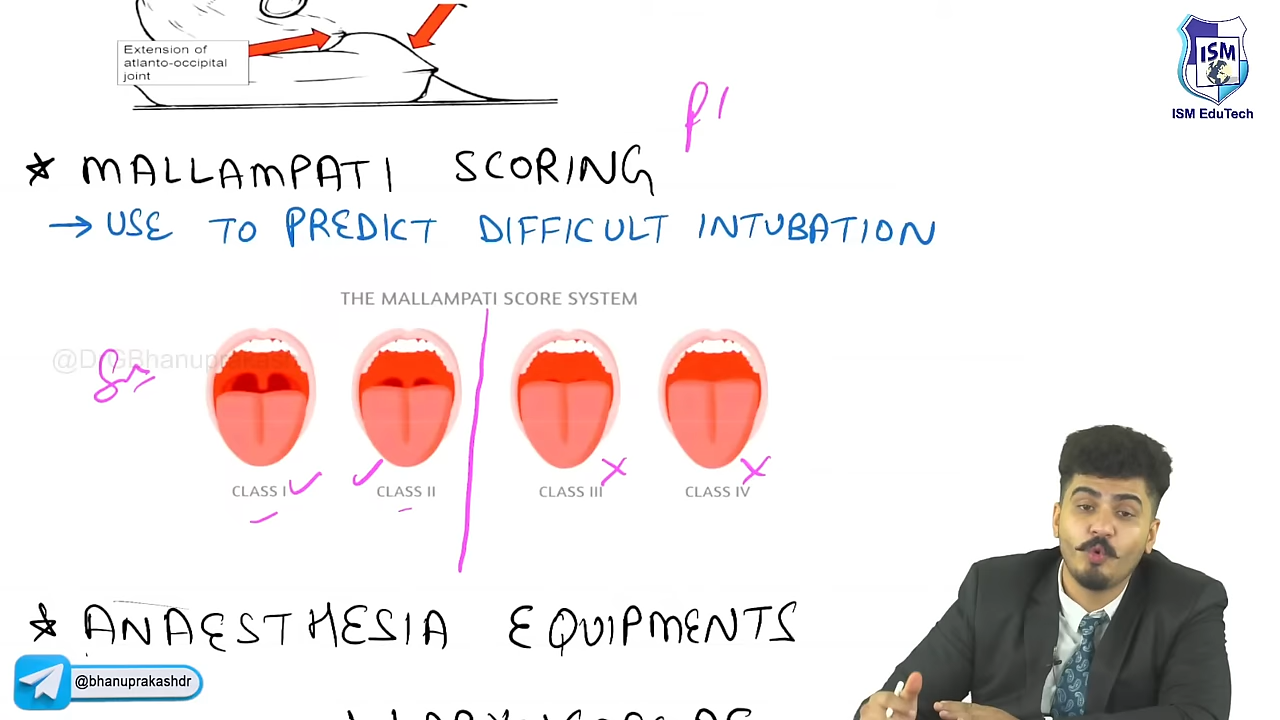 Extension of
atlanto-occipital
joint
ISM
ISM EduTech
* MALLAMPATI SCORING
→ USE TO PREDICT DIFFICULT INTUBATION
THE MALLAMPATI SCORE SYSTEM
@DrGBhanuprakash
CLASS I CLASS II CLASS III CLASS IV
* ANAESTHESIA EQUIPMENTS
@bhanuprakashdr